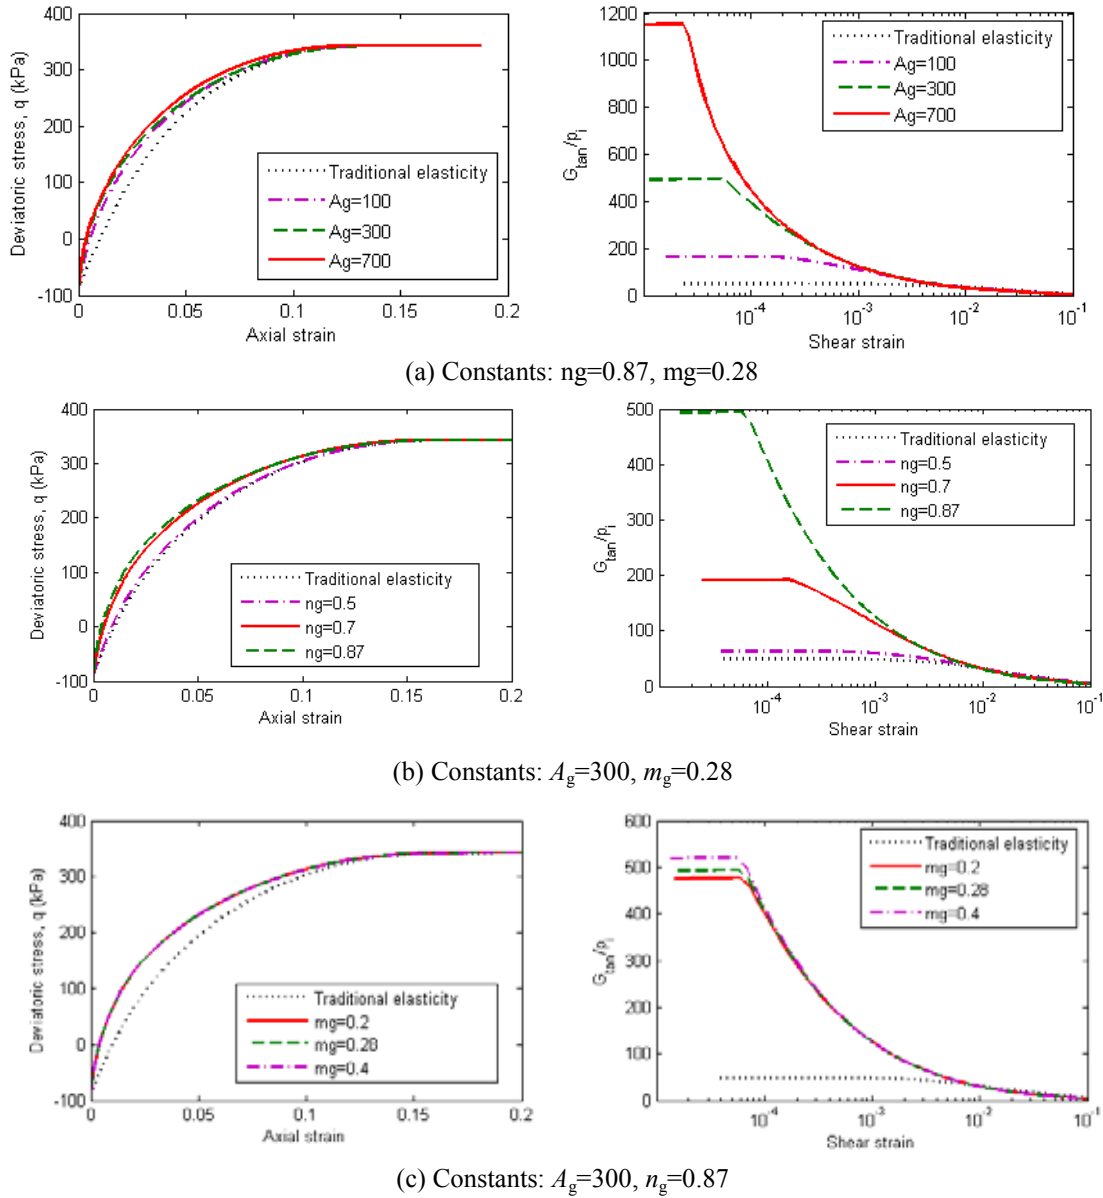 400
300
200
100
0
-100
Deviatoric stress, q (kPa)
0
0.05
0.1
0.15
0.2
Axial strain
Traditional elasticity
Ag=100
Ag=300
Ag=700
1200
1000
800
600
400
200
0
G_tan/p_i
10^-4
10^-3
10^-2
10^-1
Shear strain
Traditional elasticity
Ag=100
Ag=300
Ag=700
(a) Constants: ng=0.87, mg=0.28
400
300
200
100
0
-100
Deviatoric stress, q (kPa)
0
0.05
0.1
0.15
0.2
Axial strain
Traditional elasticity
ng=0.5
ng=0.7
ng=0.87
500
400
300
200
100
0
G_tan/p_i
10^-4
10^-3
10^-2
10^-1
Shear strain
Traditional elasticity
ng=0.5
ng=0.7
ng=0.87
(b) Constants: A_g=300, m_g=0.28
400
300
200
100
0
-100
Deviatoric stress, q (kPa)
0
0.05
0.1
0.15
0.2
Axial strain
Traditional elasticity
mg=0.2
mg=0.28
mg=0.4
600
500
400
300
200
100
0
G_tan/p_i
10^-4
10^-3
10^-2
10^-1
Shear strain
Traditional elasticity
mg=0.2
mg=0.28
mg=0.4
(c) Constants: A_g=300, n_g=0.87